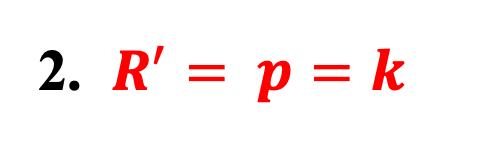 2. R′ = p = k